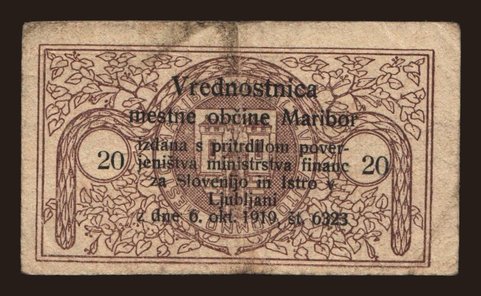 Vrednostnica
mestne občine Maribor
izdana s pritrdilom pover-
jeništva ministrstva financ
za Slovenijo in Istro v
Ljubljani
z dne 6. okt. 1919, št. 6323
20
20